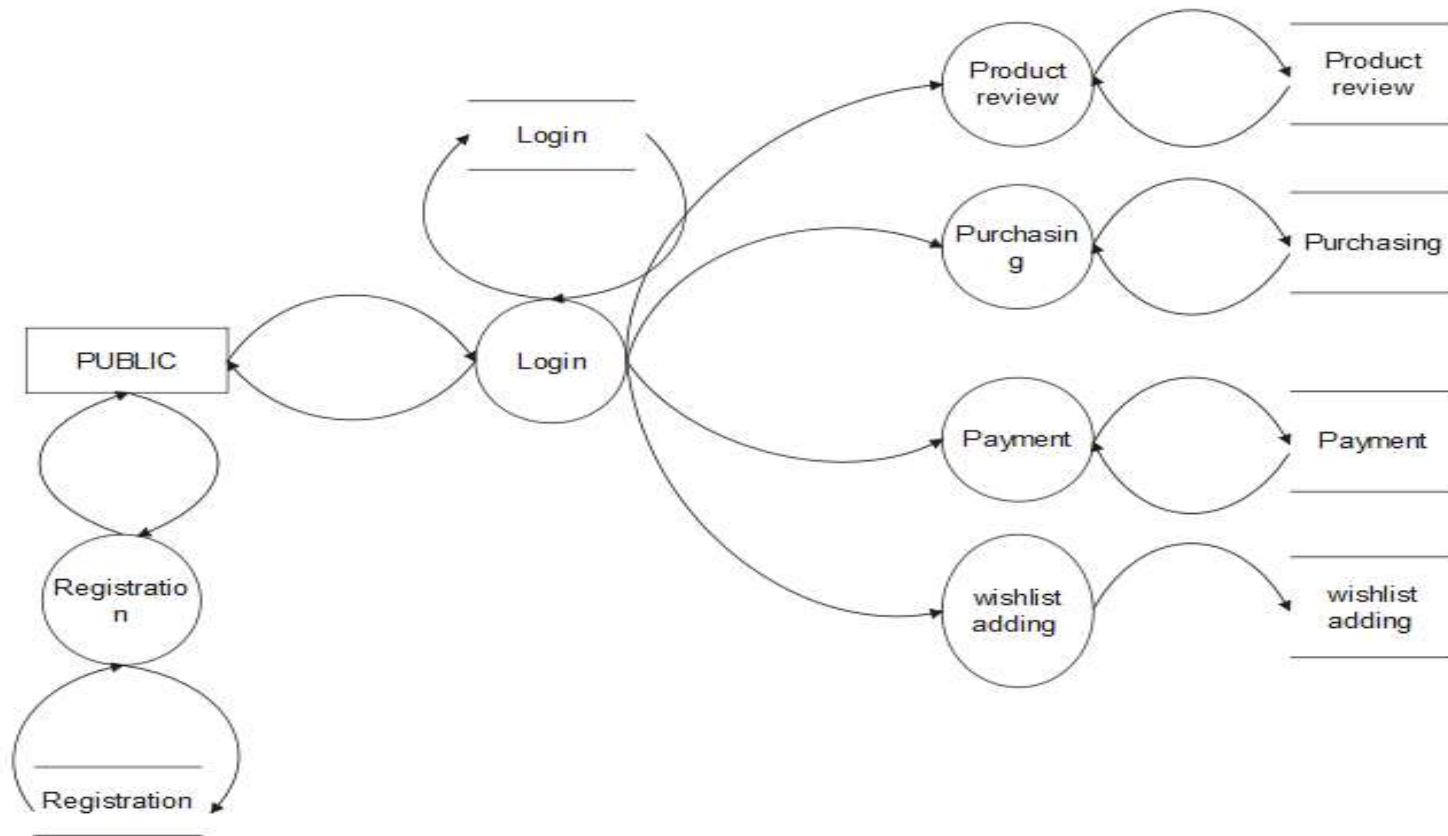 Product
review
Product
review
Login
Purchasin
g
Purchasing
PUBLIC
Login
Payment
Payment
Registratio
n
wishlist
adding
wishlist
adding
Registration